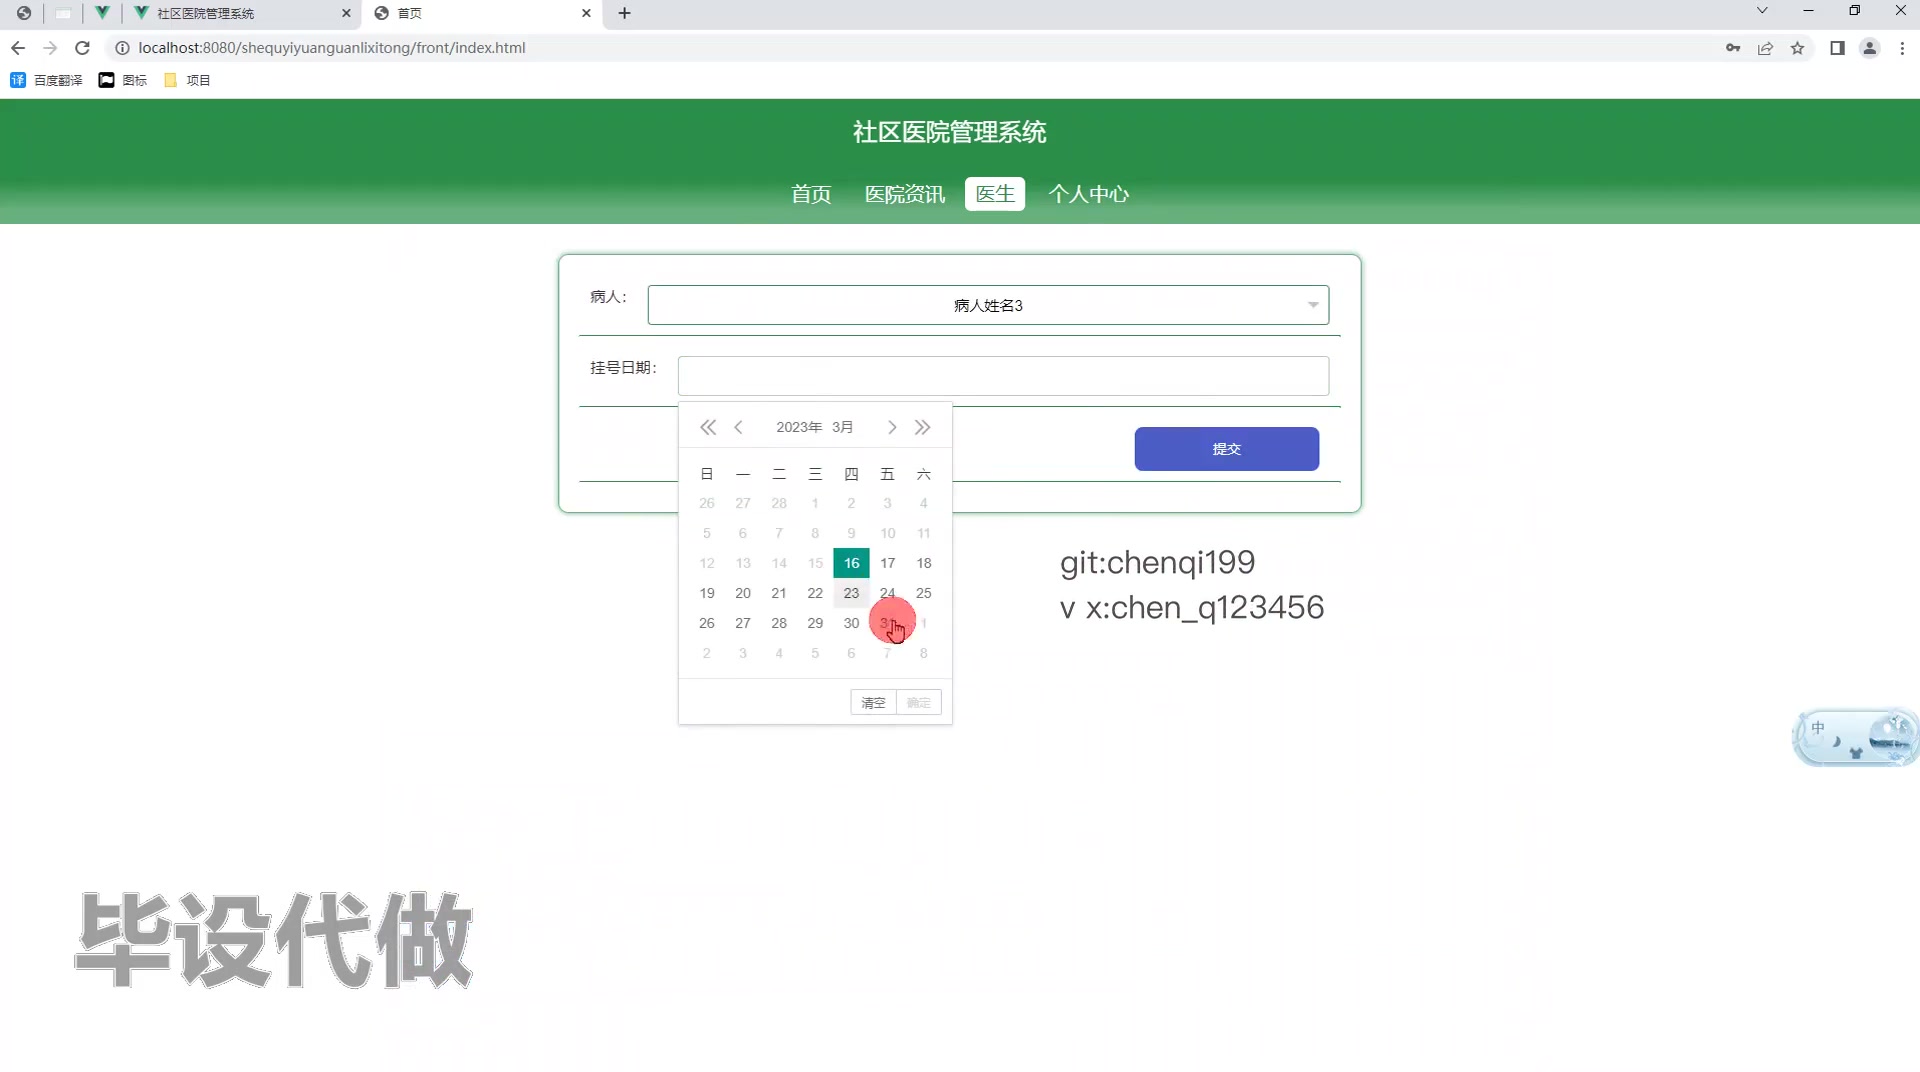 社区医院管理系统
首页
localhost:8080/shequyiyuanguanlixitong/front/index.html
百度翻译
图标
项目
社区医院管理系统
首页 医院资讯 医生 个人中心
病人：
病人姓名3
挂号日期：
2023年 3月
日 一 二 三 四 五 六
26 27 28 1 2 3 4
5 6 7 8 9 10 11
12 13 14 15 16 17 18
19 20 21 22 23 24 25
26 27 28 29 30 1
2 3 4 5 6 7 8
清空 确定
提交
git:chenqi199
v x:chen_q123456
中
毕设代做